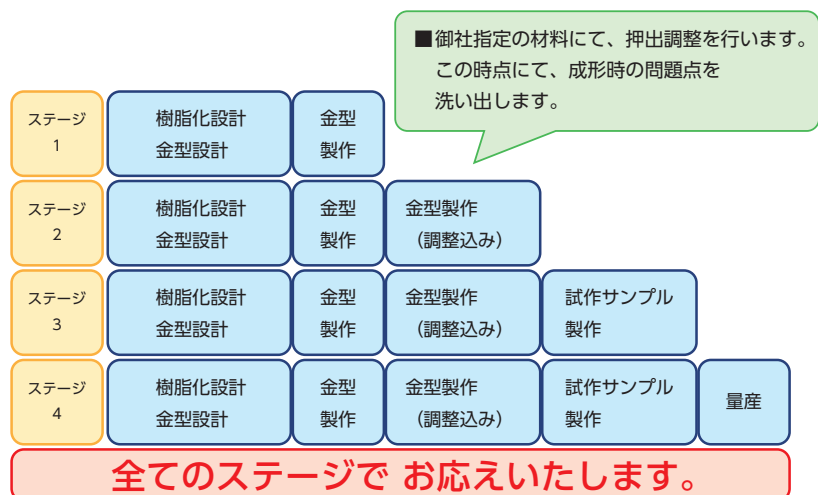 ■御社指定の材料にて、押出調整を行います。
この時点にて、成形時の問題点を
洗い出します。
ステージ
1
樹脂化設計
金型設計
金型
製作
ステージ
2
樹脂化設計
金型設計
金型
製作
金型製作
（調整込み）
ステージ
3
樹脂化設計
金型設計
金型
製作
金型製作
（調整込み）
試作サンプル
製作
ステージ
4
樹脂化設計
金型設計
金型
製作
金型製作
（調整込み）
試作サンプル
製作
量産
全てのステージで お応えいたします。